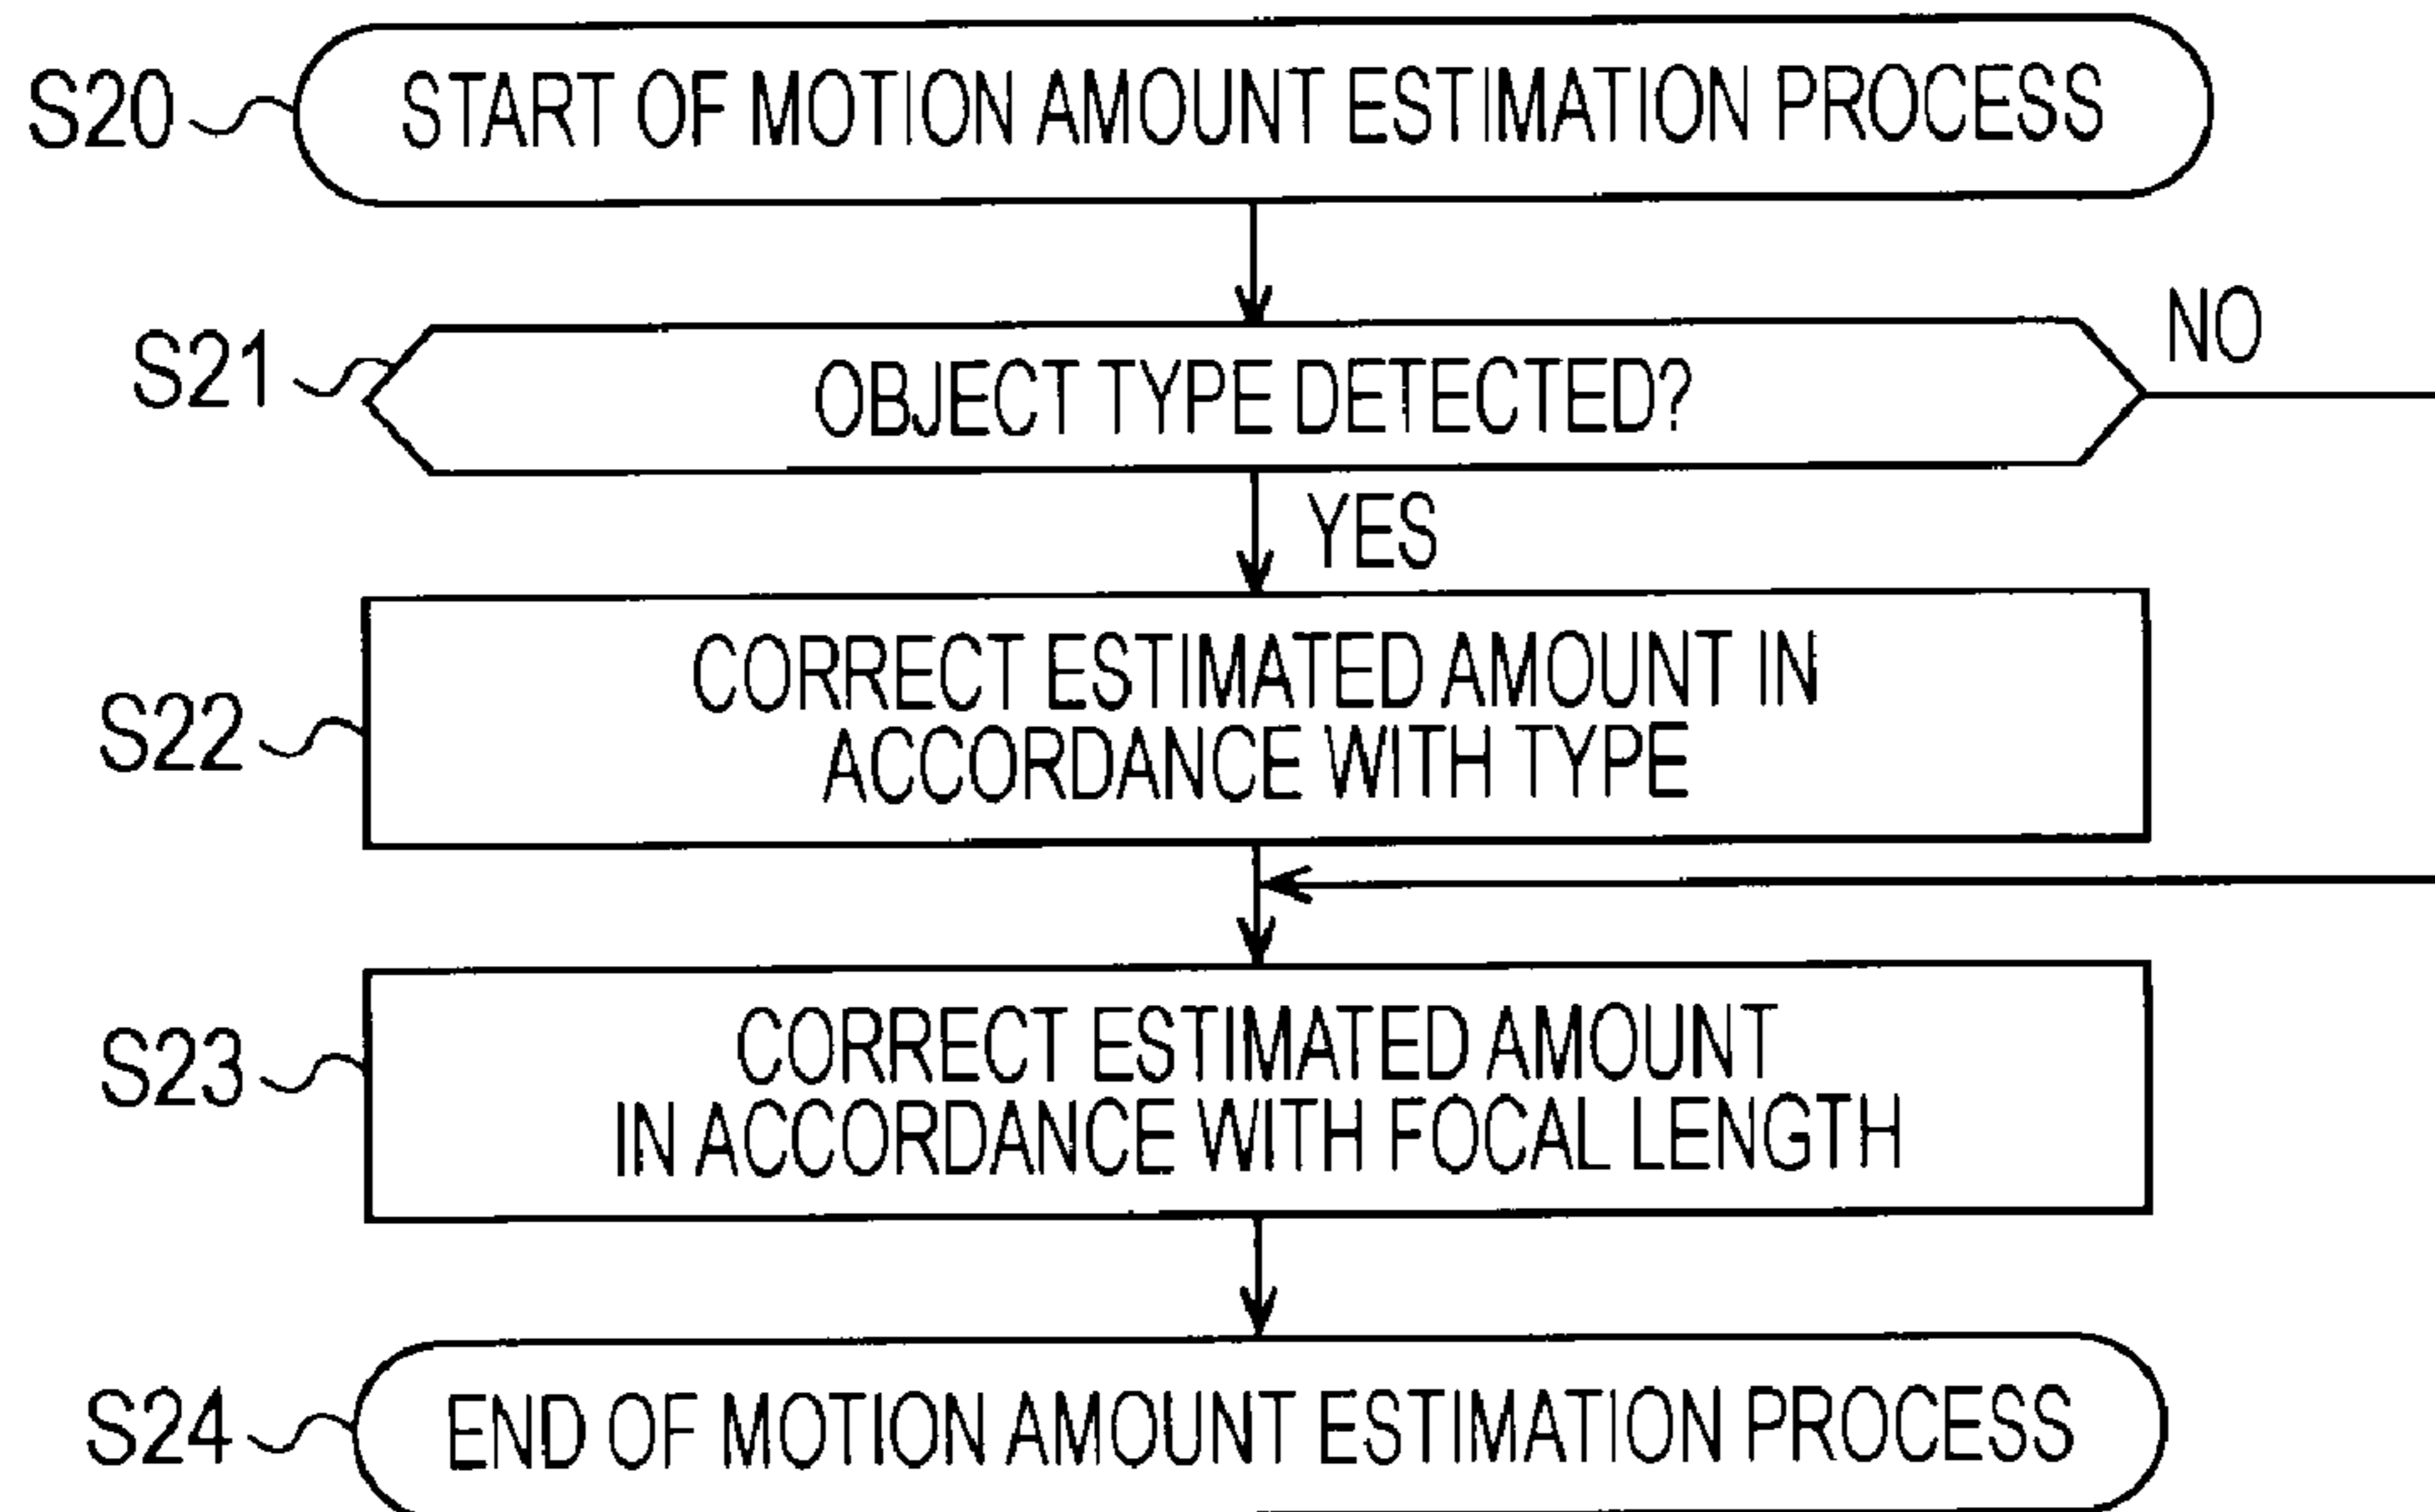 S20
START OF MOTION AMOUNT ESTIMATION PROCESS
S21
OBJECT TYPE DETECTED?
NO
YES
S22
CORRECT ESTIMATED AMOUNT IN
ACCORDANCE WITH TYPE
S23
CORRECT ESTIMATED AMOUNT
IN ACCORDANCE WITH FOCAL LENGTH
S24
END OF MOTION AMOUNT ESTIMATION PROCESS